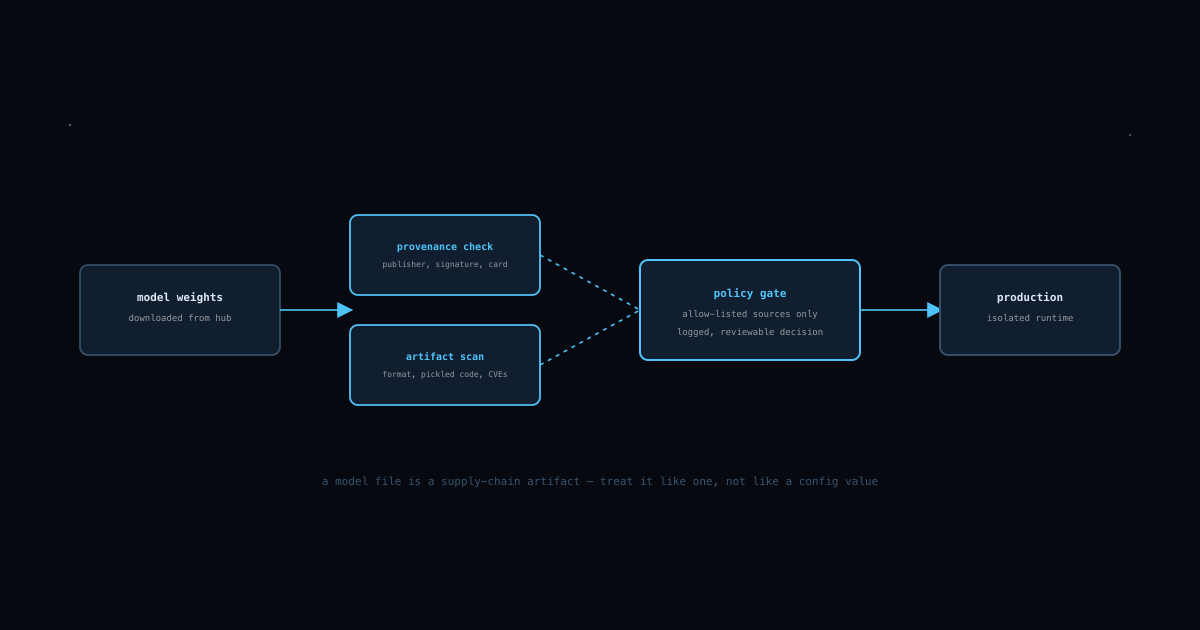 model weights
downloaded from hub
provenance check
publisher, signature, card
artifact scan
format, pickled code, CVEs
policy gate
allow-listed sources only
logged, reviewable decision
production
isolated runtime
a model file is a supply-chain artifact — treat it like one, not like a config value